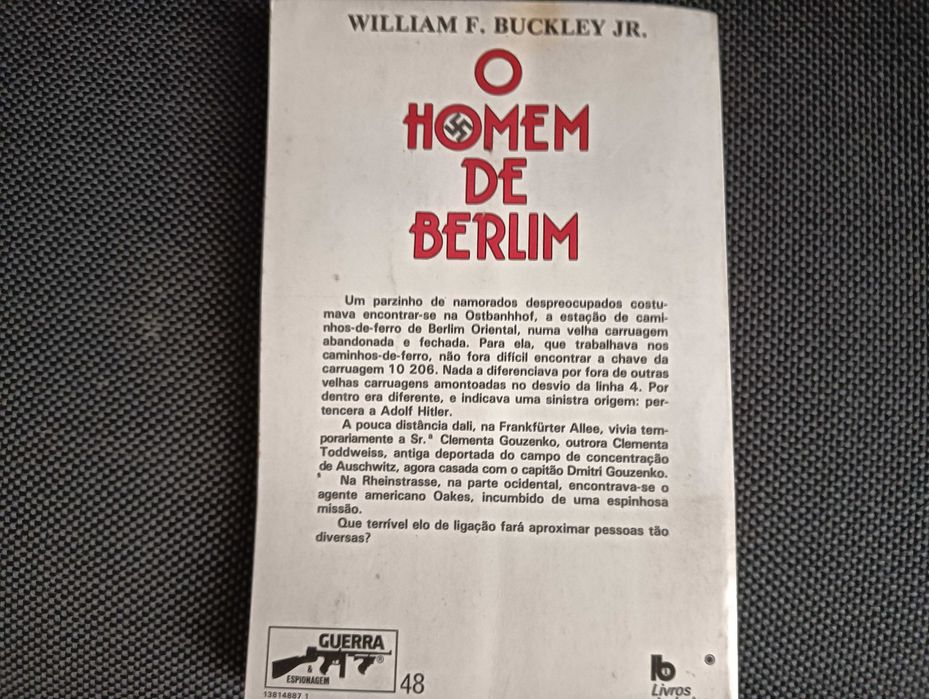 WILLIAM F. BUCKLEY JR.
O
HOMEM
DE
BERLIM
Um parzinho de namorados despreocupados costu-
mava encontrar-se na Ostbanhhof, a estação de cami-
nhos-de-ferro de Berlim Oriental, numa velha carruagem
abandonada e fechada. Para ela, que trabalhava nos
caminhos-de-ferro, não fora difícil encontrar a chave da
carruagem 10 206. Nada a diferenciava por fora de outras
velhas carruagens amontoadas no desvio da linha 4. Por
dentro era diferente, e indicava uma sinistra origem: per-
tencera a Adolf Hitler.
A pouca distância dali, na Frankfürter Allee, vivia tem-
porariamente a Sr.ª Clementa Gouzenko, outrora Clementa
Toddweiss, antiga deportada do campo de concentração
de Auschwitz, agora casada com o capitão Dmitri Gouzenko.
Na Rheinstrasse, na parte ocidental, encontrava-se o
agente americano Oakes, incumbido de uma espinhosa
missão.
Que terrível elo de ligação fará aproximar pessoas tão
diversas?
GUERRA
&
ESPIONAGEM
®
48
13814887.1
lb
Livros